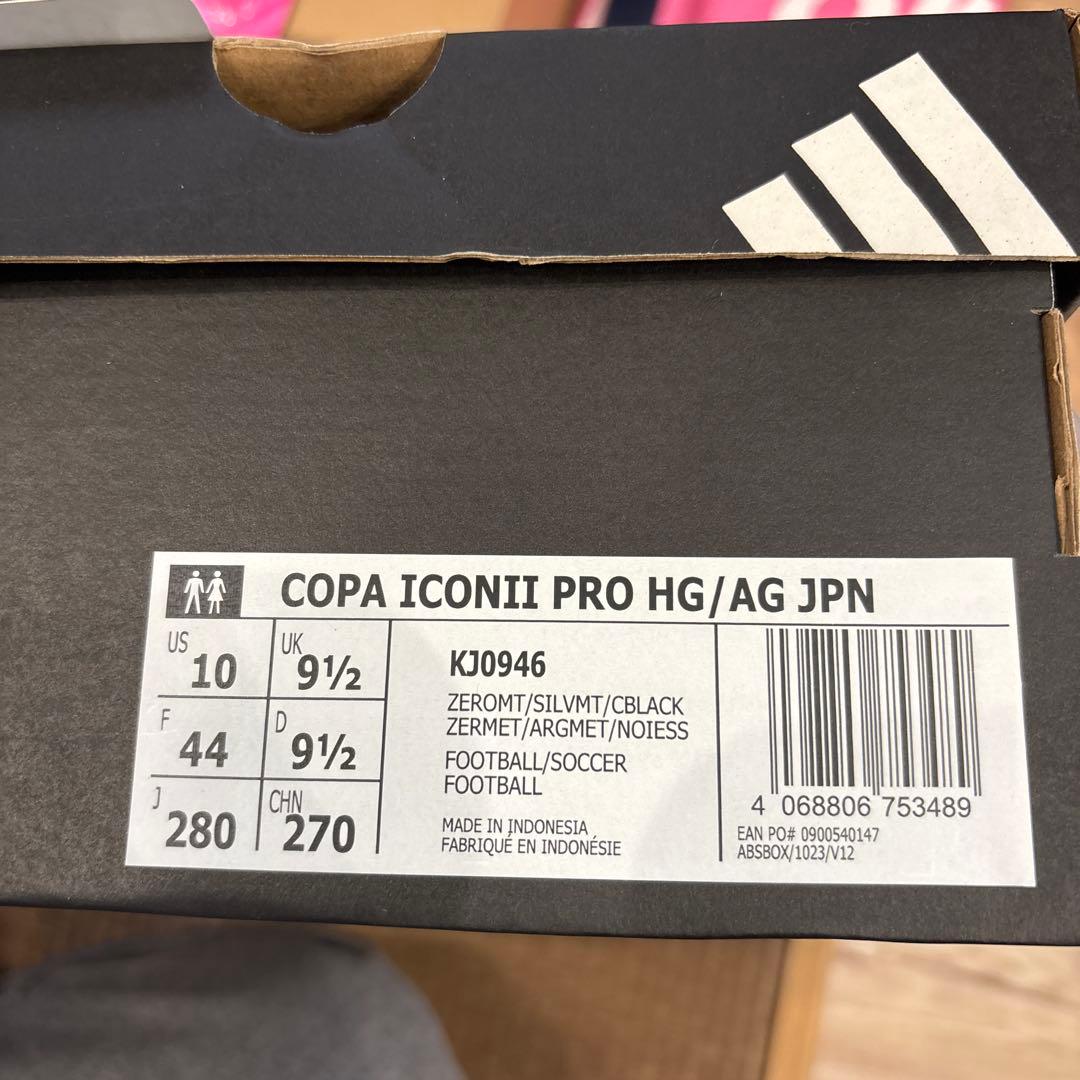 COPA ICONII PRO HG/AG JPN
US 10 UK 9½
F 44 D 9½
J 280 CHN 270
KJ0946
ZEROMT/SILVMT/CBLACK
ZERMET/ARGMET/NOIESS
FOOTBALL/SOCCER
FOOTBALL
MADE IN INDONESIA
FABRIQUÉ EN INDONÉSIE
4 068806 753489
EAN PO# 0900540147
ABSBOX/1023/V12